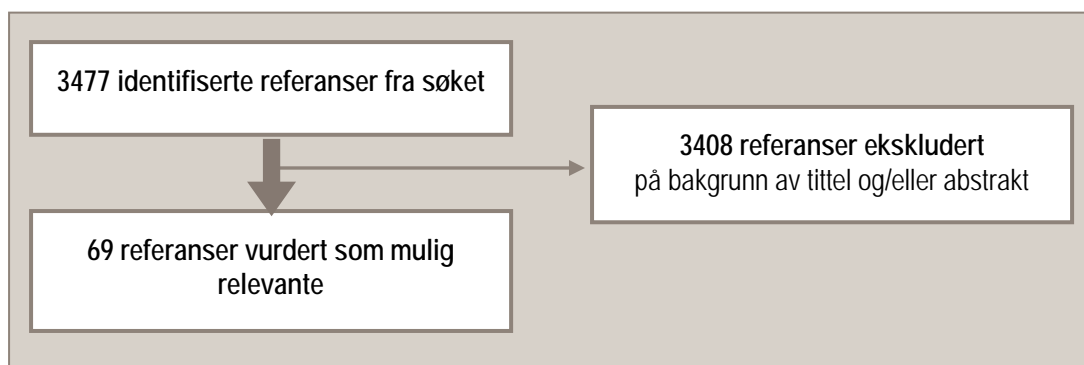 3477 identifiserte referanser fra søket
3408 referanser ekskludert
på bakgrunn av tittel og/eller abstrakt
69 referanser vurdert som mulig
relevante